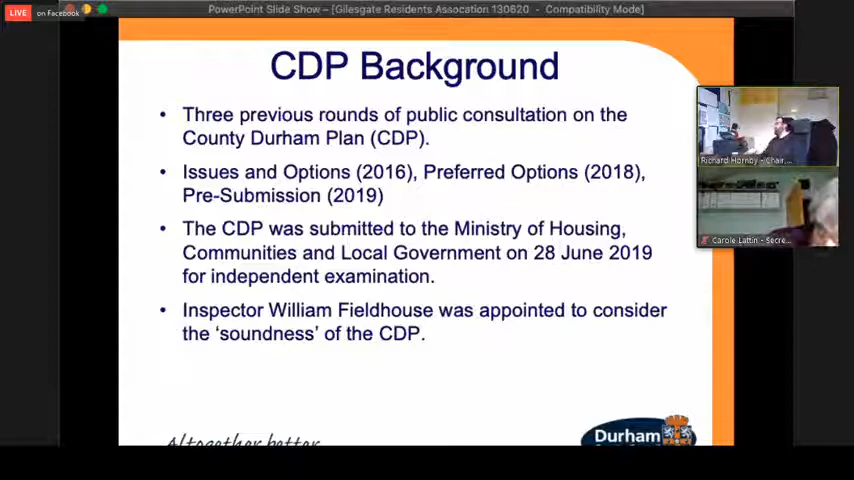 LIVE on Facebook
PowerPoint Slide Show – [Gilesgate Residents Assocation 130620 - Compatibility Mode]
CDP Background
• Three previous rounds of public consultation on the
County Durham Plan (CDP).
• Issues and Options (2016), Preferred Options (2018),
Pre-Submission (2019)
• The CDP was submitted to the Ministry of Housing,
Communities and Local Government on 28 June 2019
for independent examination.
• Inspector William Fieldhouse was appointed to consider
the ‘soundness’ of the CDP.
Richard Hornby - Chair...
Carole Lattin - Secre...
Altogether better
Durham